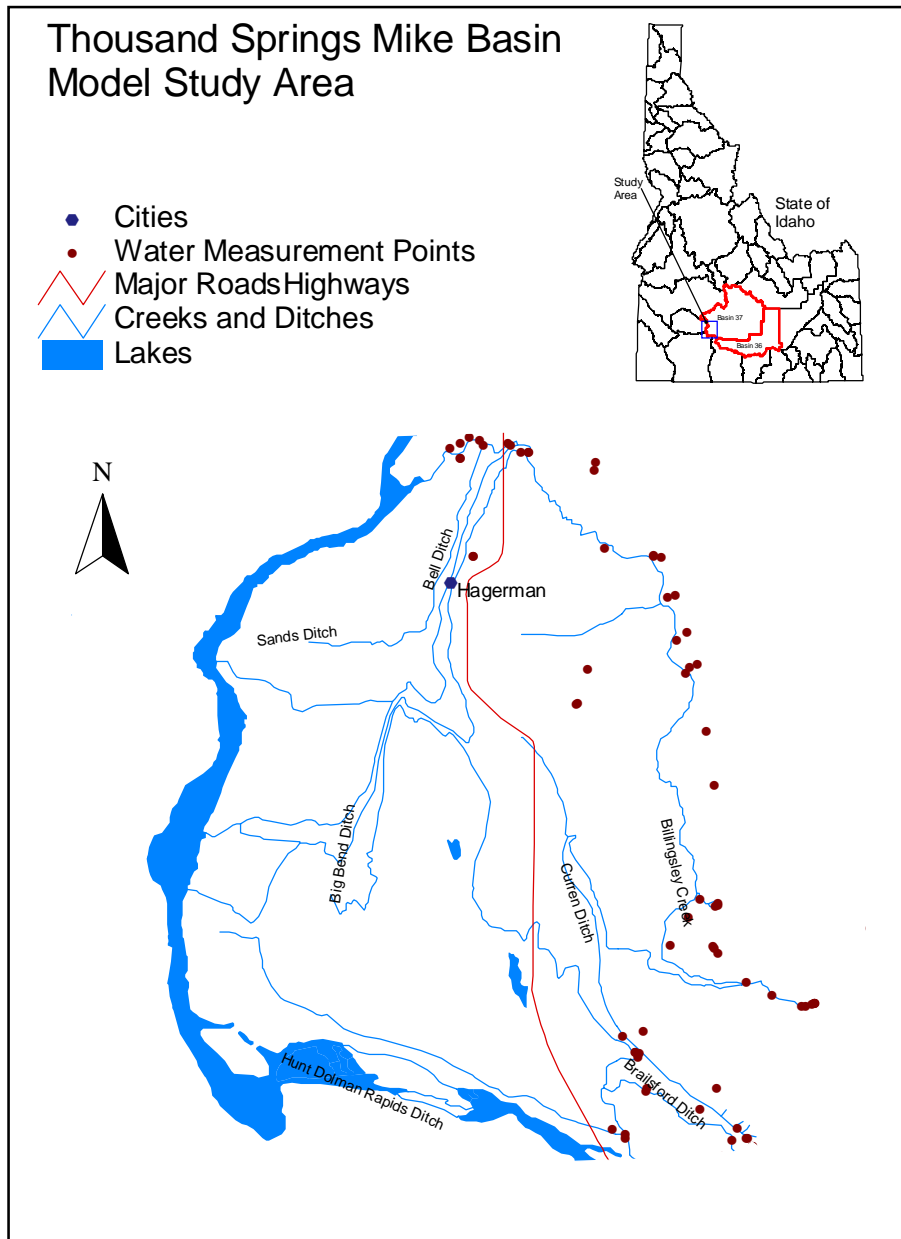 Thousand Springs Mike Basin
Model Study Area
Study
Area
State of
Idaho
Basin 37
Basin 36
Cities
Water Measurement Points
Major RoadsHighways
Creeks and Ditches
Lakes
N
Bell Ditch
Hagerman
Sands Ditch
Big Bend Ditch
Curren Ditch
Billingsley Creek
Hunt Dolman Rapids Ditch
Brailsford Ditch